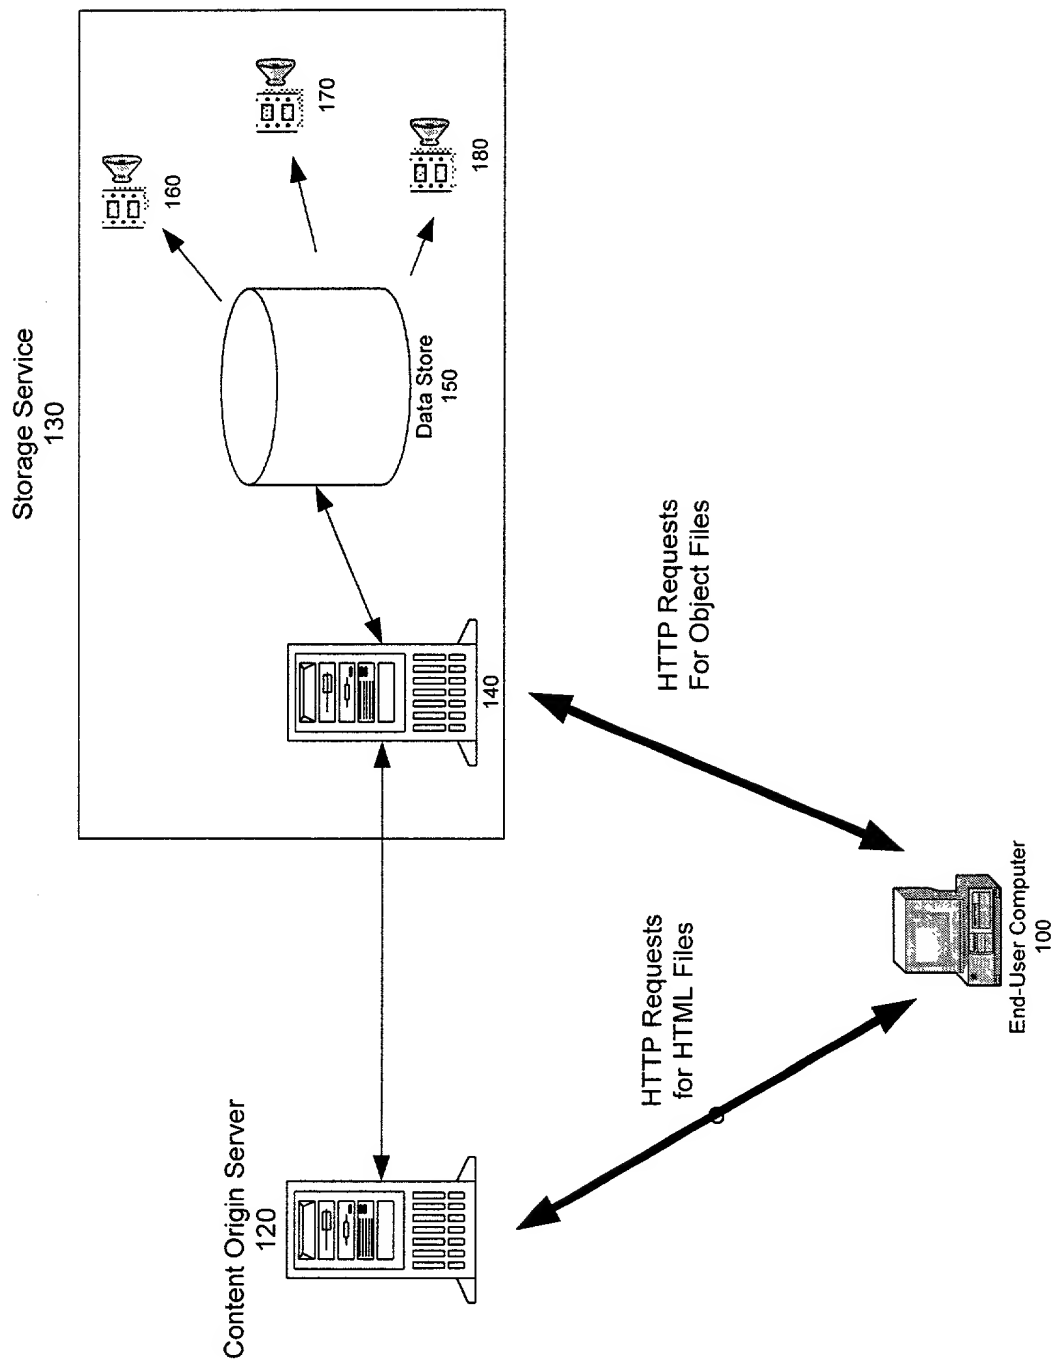 Storage Service
130
160
170
180
Data Store
150
140
Content Origin Server
120
HTTP Requests
for HTML Files
HTTP Requests
For Object Files
End-User Computer
100